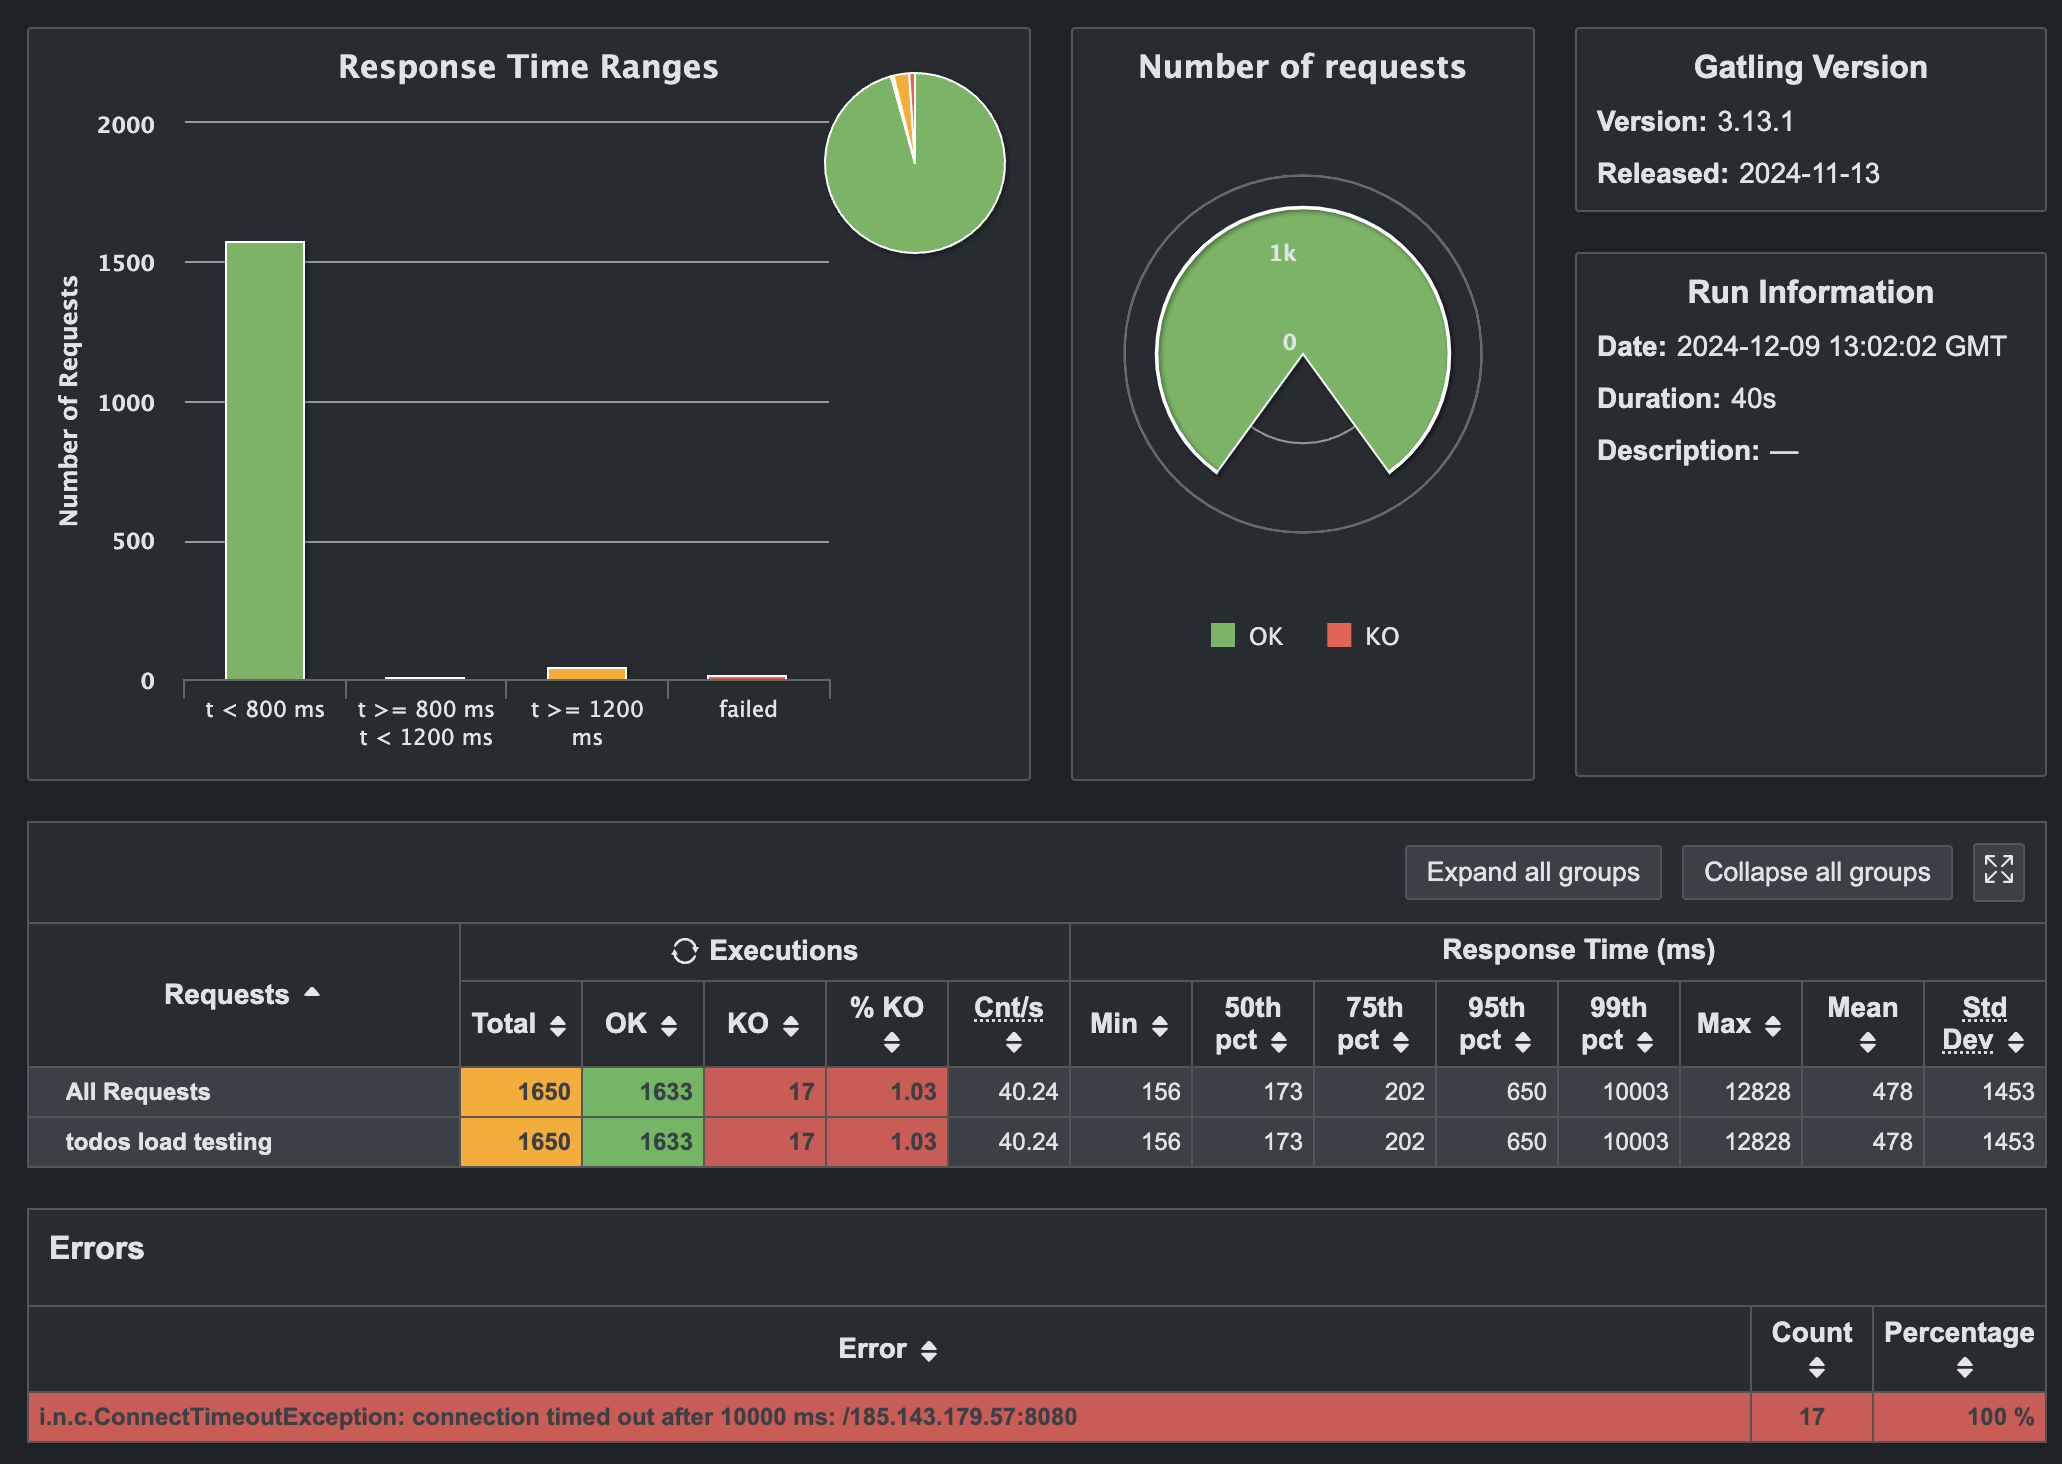 Response Time Ranges
Number of Requests
2000
1500
1000
500
0
t < 800 ms
t >= 800 ms
t < 1200 ms
t >= 1200
ms
failed
Number of requests
1k
0
OK
KO
Gatling Version
Version: 3.13.1
Released: 2024-11-13
Run Information
Date: 2024-12-09 13:02:02 GMT
Duration: 40s
Description: —
Expand all groups
Collapse all groups
Requests
Executions
Response Time (ms)
Total
OK
KO
% KO
Cnt/s
Min
50th
pct
75th
pct
95th
pct
99th
pct
Max
Mean
Std
Dev
All Requests 1650 1633 17 1.03 40.24 156 173 202 650 10003 12828 478 1453
todos load testing 1650 1633 17 1.03 40.24 156 173 202 650 10003 12828 478 1453
Errors
Error
Count
Percentage
i.n.c.ConnectTimeoutException: connection timed out after 10000 ms: /185.143.179.57:8080 17 100 %